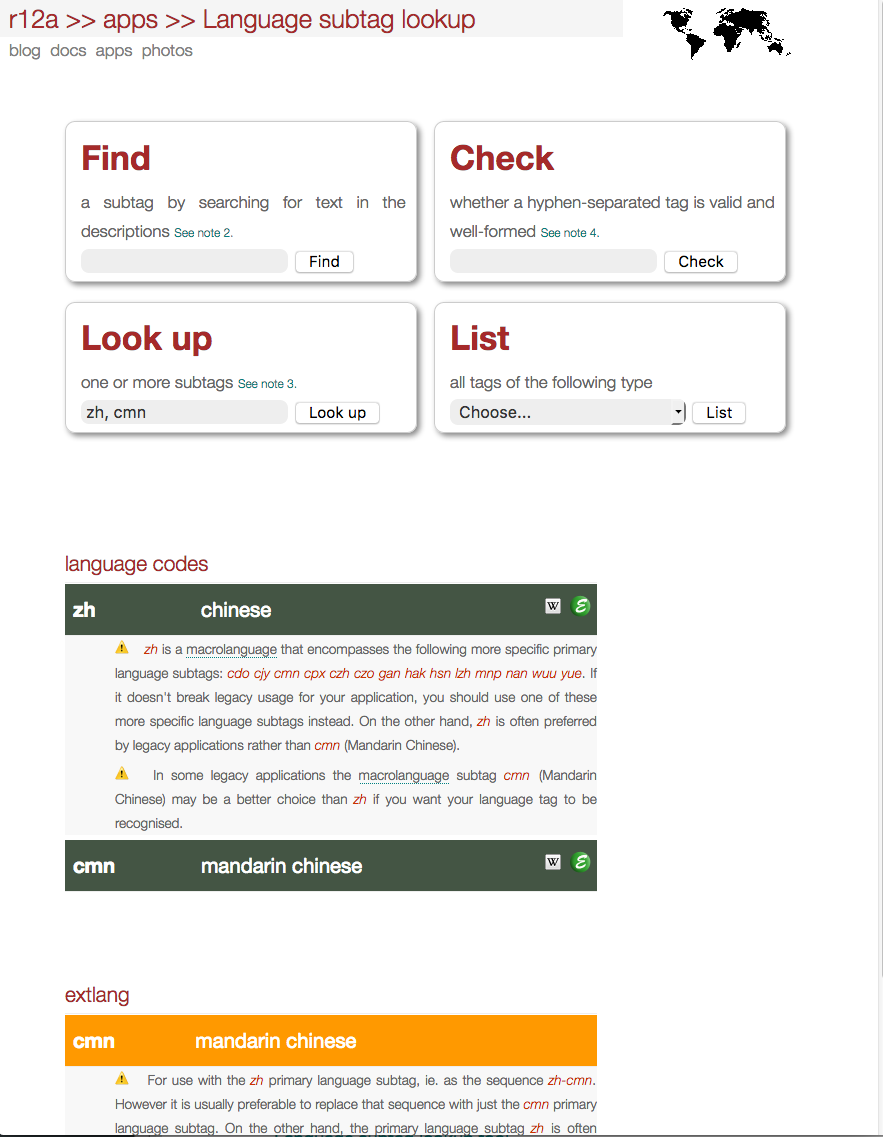 r12a >> apps >> Language subtag lookup
blog docs apps photos
Find
a subtag by searching for text in the
descriptions See note 2.
Find
Check
whether a hyphen-separated tag is valid and
well-formed See note 4.
Check
Look up
one or more subtags See note 3.
zh, cmn Look up
List
all tags of the following type
Choose... List
language codes
zh chinese W E
zh is a macrolanguage that encompasses the following more specific primary
language subtags: cdo cjy cmn cpx czh czo gan hak hsn lzh mnp nan wuu yue. If
it doesn't break legacy usage for your application, you should use one of these
more specific language subtags instead. On the other hand, zh is often preferred
by legacy applications rather than cmn (Mandarin Chinese).
In some legacy applications the macrolanguage subtag cmn (Mandarin
Chinese) may be a better choice than zh if you want your language tag to be
recognised.
cmn mandarin chinese W E
extlang
cmn mandarin chinese
For use with the zh primary language subtag, ie. as the sequence zh-cmn.
However it is usually preferable to replace that sequence with just the cmn primary
language subtag. On the other hand, the primary language subtag zh is often